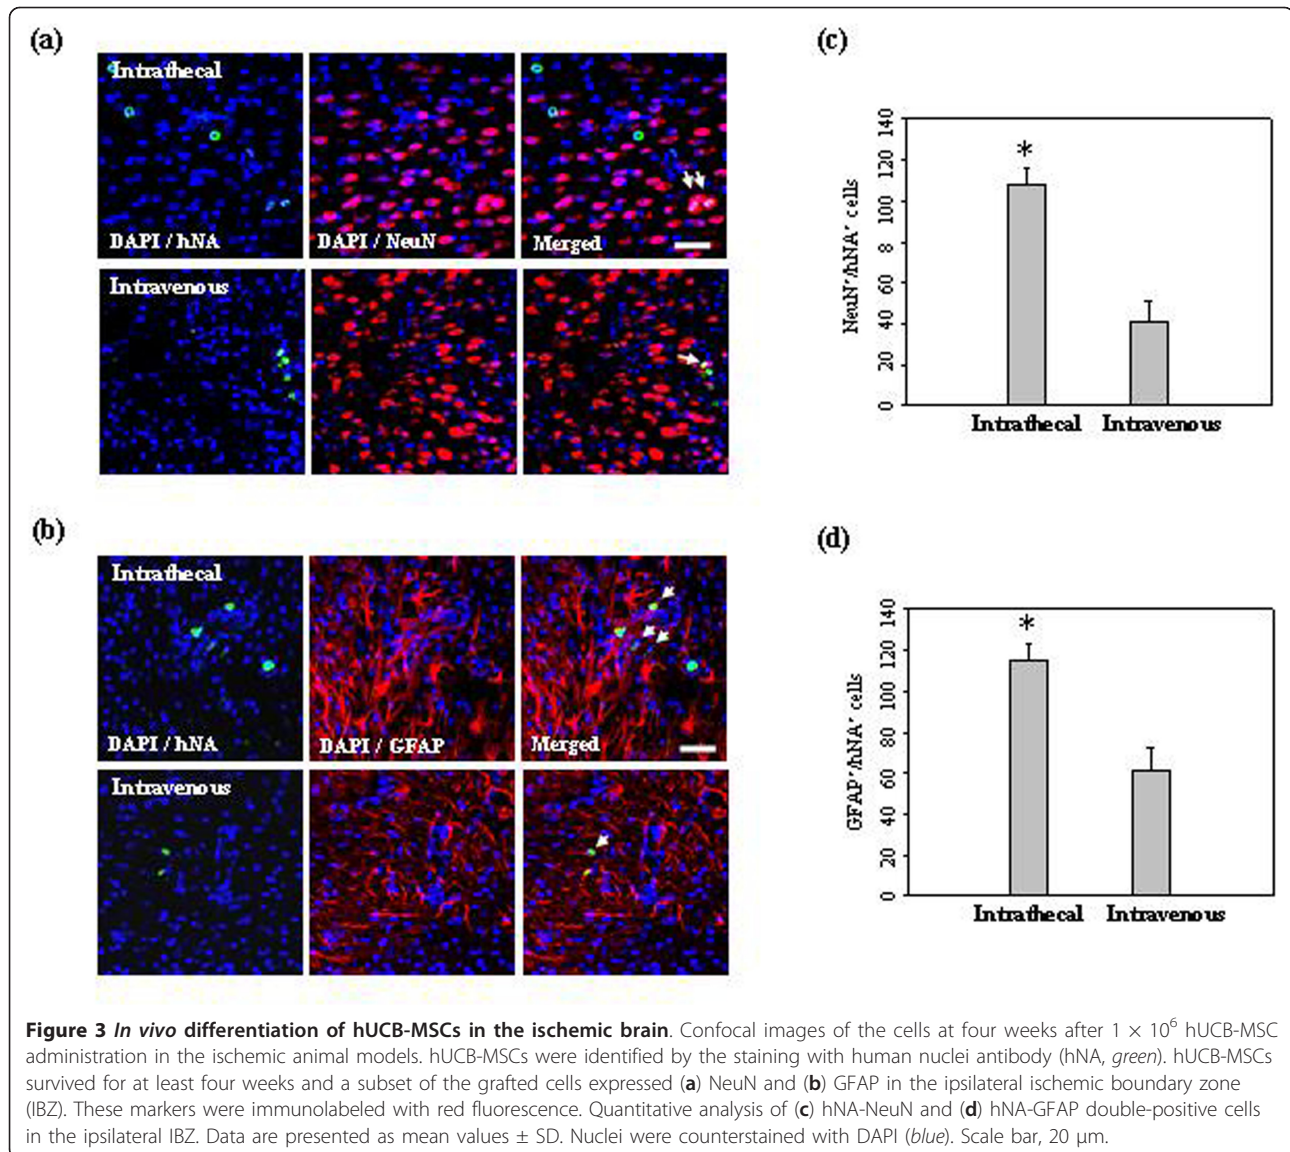 (a)
Intrathecal
DAPI / hNA
DAPI / NeuN
Merged
Intravenous
(b)
Intrathecal
DAPI / hNA
DAPI / GFAP
Merged
Intravenous
(c)
NeuN⁺/hNA⁺ cells
140
120
100
8
60
40
20
0
*
Intrathecal Intravenous
(d)
GFAP⁺/hNA⁺ cells
140
120
100
80
60
40
20
0
*
Intrathecal Intravenous
Figure 3 In vivo differentiation of hUCB-MSCs in the ischemic brain. Confocal images of the cells at four weeks after 1 × 10⁶ hUCB-MSC
administration in the ischemic animal models. hUCB-MSCs were identified by the staining with human nuclei antibody (hNA, green). hUCB-MSCs
survived for at least four weeks and a subset of the grafted cells expressed (a) NeuN and (b) GFAP in the ipsilateral ischemic boundary zone
(IBZ). These markers were immunolabeled with red fluorescence. Quantitative analysis of (c) hNA-NeuN and (d) hNA-GFAP double-positive cells
in the ipsilateral IBZ. Data are presented as mean values ± SD. Nuclei were counterstained with DAPI (blue). Scale bar, 20 μm.